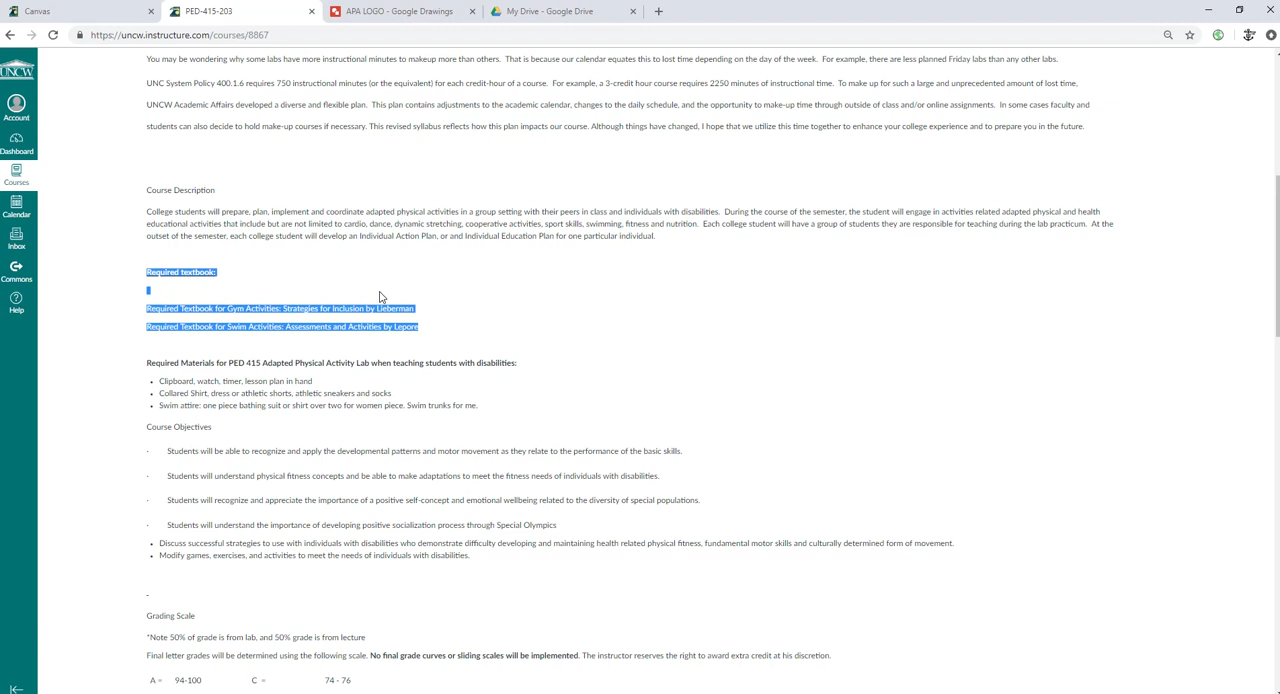 Canvas
PED-415-203
APA LOGO - Google Drawings
My Drive - Google Drive
https://uncw.instructure.com/courses/8867
UNCW
Account
Dashboard
Courses
Calendar
Inbox
Commons
Help
You may be wondering why some labs have more instructional minutes to makeup more than others. That is because our calendar equates this to lost time depending on the day of the week. For example, there are less planned Friday labs than any other labs.
UNC System Policy 400.1.6 requires 750 instructional minutes (or the equivalent) for each credit-hour of a course. For example, a 3-credit hour course requires 2250 minutes of instructional time. To make up for such a large and unprecedented amount of lost time,
UNCW Academic Affairs developed a diverse and flexible plan. This plan contains adjustments to the academic calendar, changes to the daily schedule, and the opportunity to make-up time through outside of class and/or online assignments. In some cases faculty and
students can also decide to hold make-up courses if necessary. This revised syllabus reflects how this plan impacts our course. Although things have changed, I hope that we utilize this time together to enhance your college experience and to prepare you in the future.
Course Description
College students will prepare, plan, implement and coordinate adapted physical activities in a group setting with their peers in class and individuals with disabilities. During the course of the semester, the student will engage in activities related adapted physical and health
educational activities that include but are not limited to cardio, dance, dynamic stretching, cooperative activities, sport skills, swimming, fitness and nutrition. Each college student will have a group of students they are responsible for teaching during the lab practicum. At the
outset of the semester, each college student will develop an Individual Action Plan, or and Individual Education Plan for one particular individual.
Required textbook:
Required Textbook for Gym Activities: Strategies for Inclusion by Lieberman
Required Textbook for Swim Activities: Assessments and Activities by Lepore
Required Materials for PED 415 Adapted Physical Activity Lab when teaching students with disabilities:
• Clipboard, watch, timer, lesson plan in hand
• Collared Shirt, dress or athletic shorts, athletic sneakers and socks
• Swim attire: one piece bathing suit or shirt over two for women piece. Swim trunks for me.
Course Objectives
· Students will be able to recognize and apply the developmental patterns and motor movement as they relate to the performance of the basic skills.
· Students will understand physical fitness concepts and be able to make adaptations to meet the fitness needs of individuals with disabilities.
· Students will recognize and appreciate the importance of a positive self-concept and emotional wellbeing related to the diversity of special populations.
· Students will understand the importance of developing positive socialization process through Special Olympics
• Discuss successful strategies to use with individuals with disabilities who demonstrate difficulty developing and maintaining health related physical fitness, fundamental motor skills and culturally determined form of movement.
• Modify games, exercises, and activities to meet the needs of individuals with disabilities.
-
Grading Scale
*Note 50% of grade is from lab, and 50% grade is from lecture
Final letter grades will be determined using the following scale. No final grade curves or sliding scales will be implemented. The instructor reserves the right to award extra credit at his discretion.
A = 94-100 C = 74 - 76